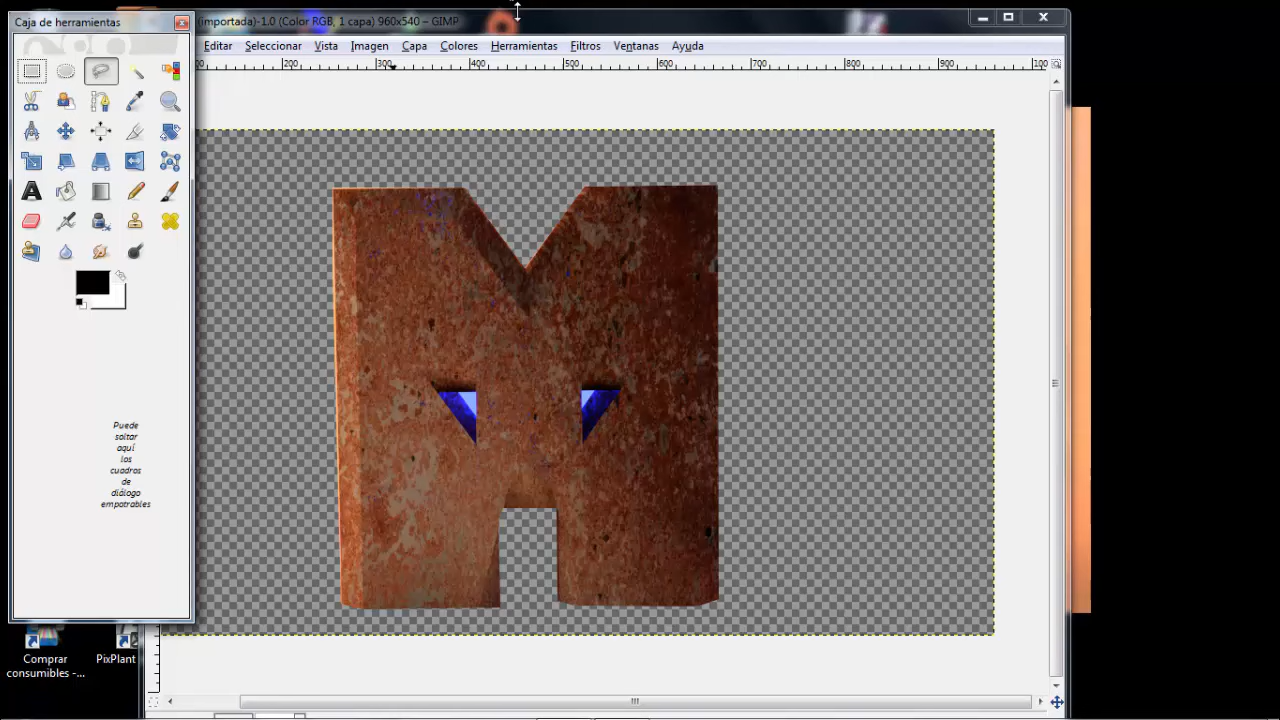 Caja de herramientas
(importada)-1.0 (Color RGB, 1 capa) 960x540 – GIMP
Editar Seleccionar Vista Imagen Capa Colores Herramientas Filtros Ventanas Ayuda
200 300 400 500 600 700 800 900 100
Puede
soltar
aquí
los
cuadros
de
diálogo
empotrables
Comprar
consumibles -...
PixPlant